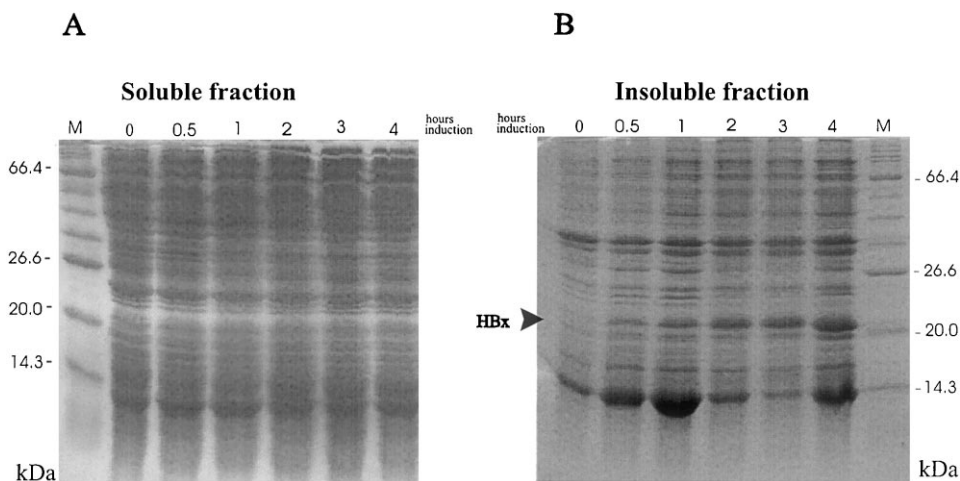 A
B
Soluble fraction
Insoluble fraction
M 0 0.5 1 2 3 4 hours induction
hours induction 0 0.5 1 2 3 4 M
66.4 -
26.6 -
20.0 -
14.3 -
kDa
HBx
- 66.4
- 26.6
- 20.0
- 14.3
kDa